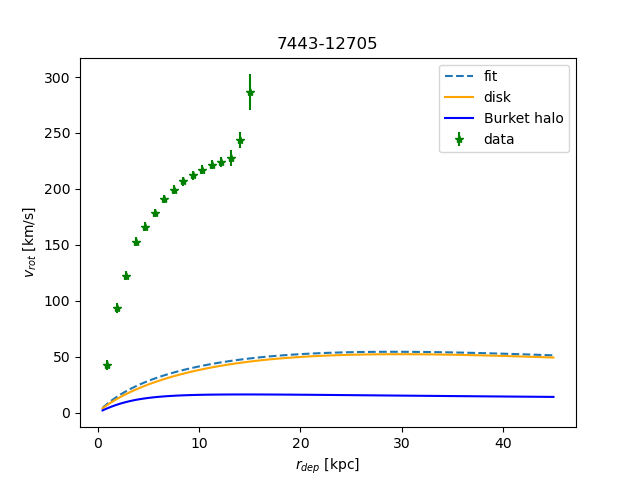 7443-12705
300
250
200
150
100
50
0
v_rot [km/s]
0 10 20 30 40
r_dep [kpc]
fit
disk
Burket halo
data